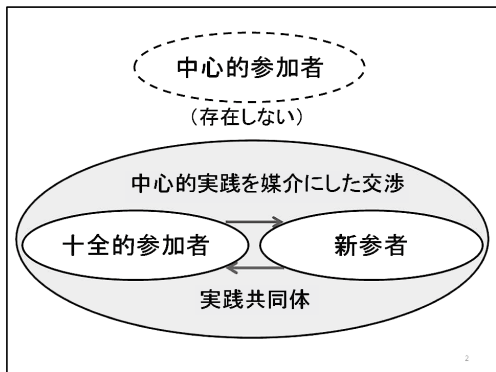 中心的参加者
（存在しない）
中心的実践を媒介にした交渉
十全的参加者
新参者
実践共同体
2